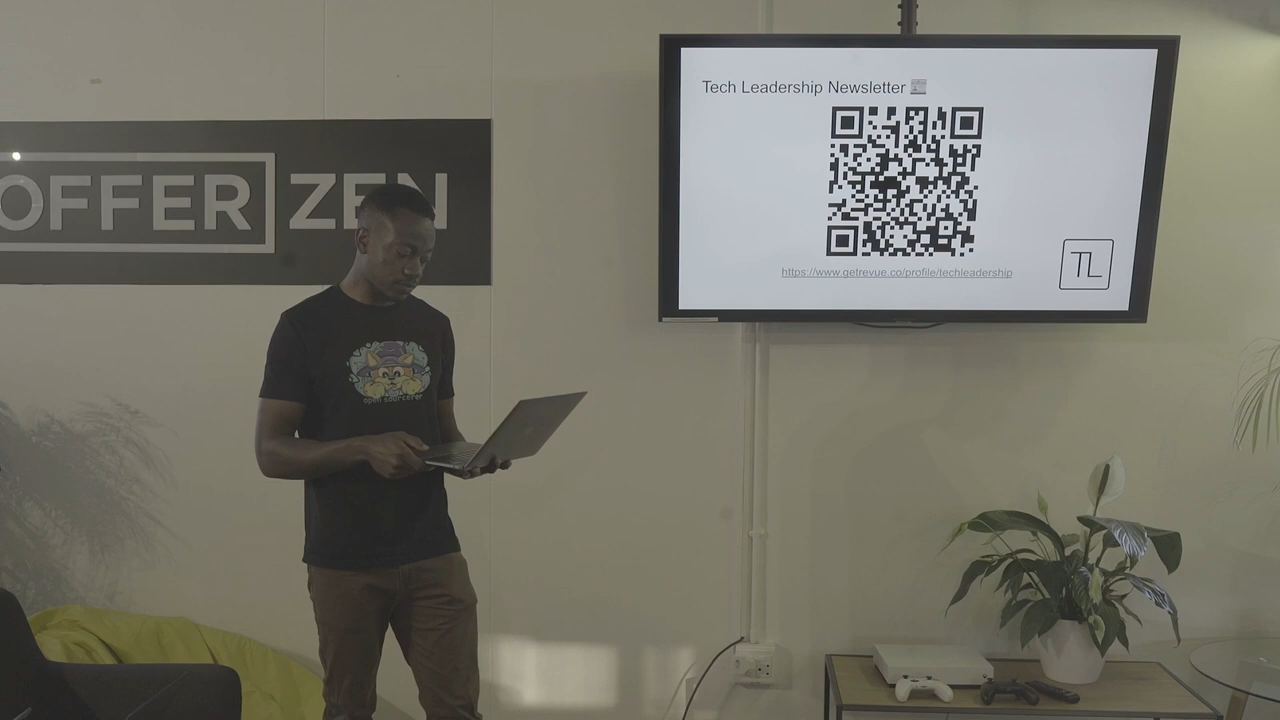 OFFER ZEN
Tech Leadership Newsletter
https://www.getrevue.co/profile/techleadership
TL
open sourcerer